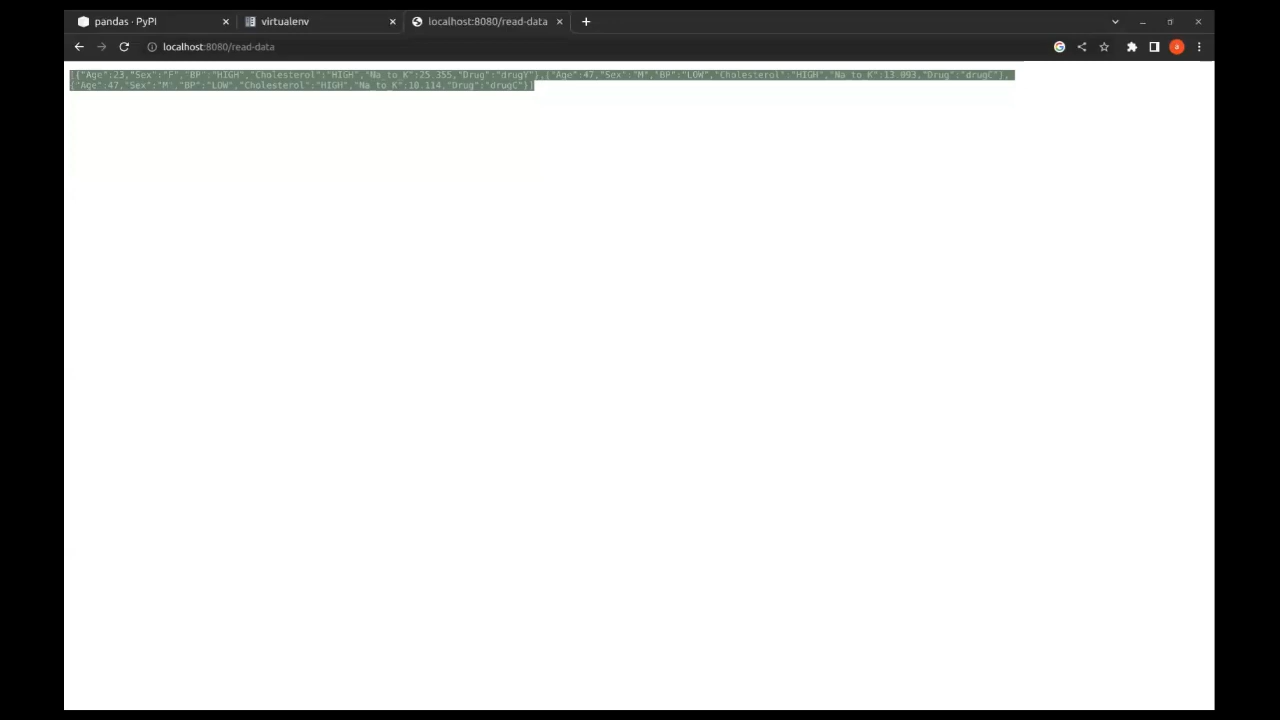 pandas · PyPI
virtualenv
localhost:8080/read-data
localhost:8080/read-data
[{"Age":23,"Sex":"F","BP":"HIGH","Cholesterol":"HIGH","Na_to_K":25.355,"Drug":"drugY"},{"Age":47,"Sex":"M","BP":"LOW","Cholesterol":"HIGH","Na_to_K":13.093,"Drug":"drugC"},
{"Age":47,"Sex":"M","BP":"LOW","Cholesterol":"HIGH","Na_to_K":10.114,"Drug":"drugC"}]
a